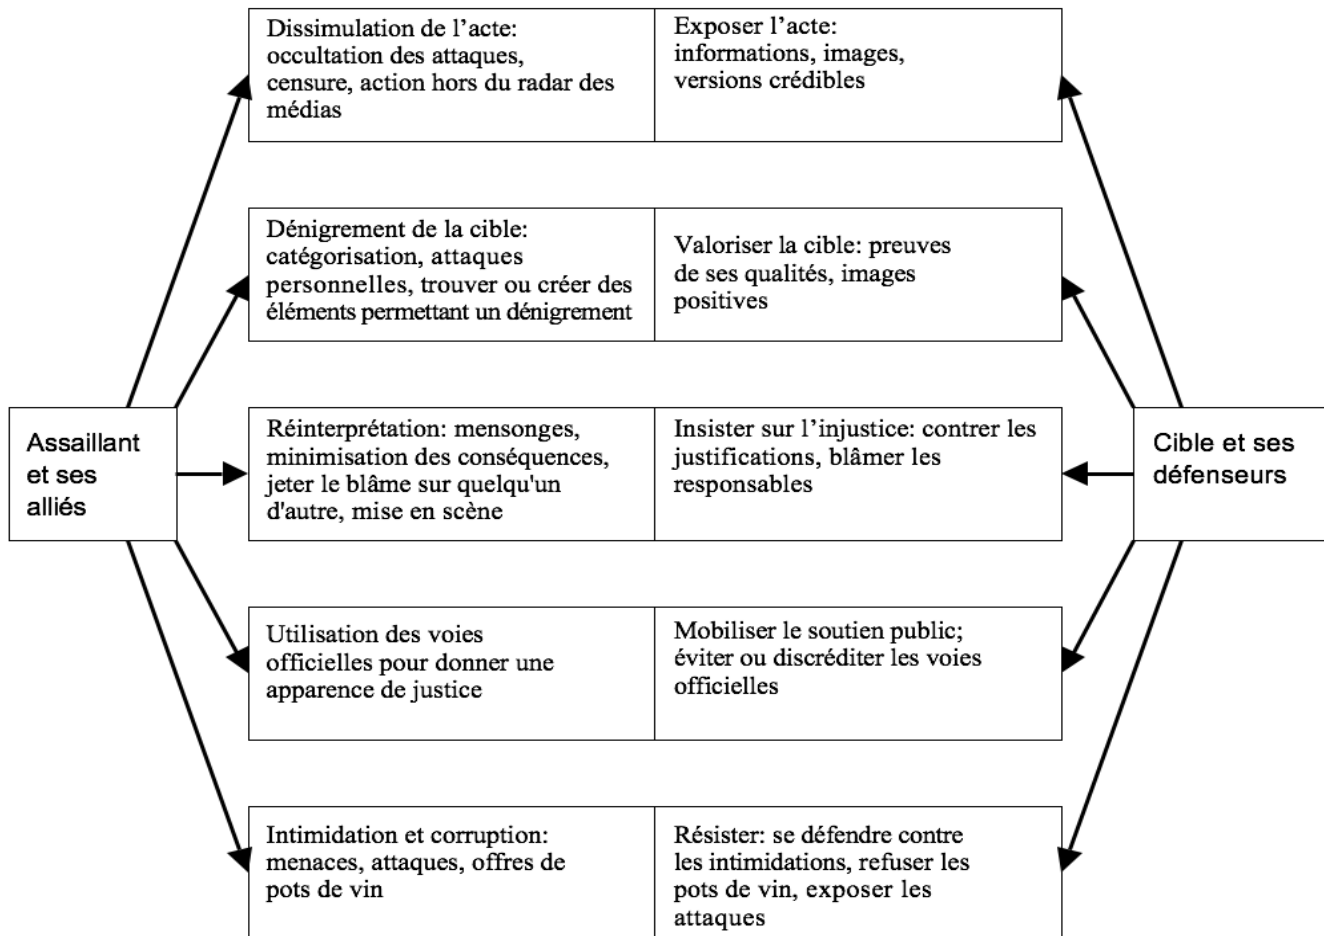 Dissimulation de l’acte:
occultation des attaques,
censure, action hors du radar des
médias
Exposer l’acte:
informations, images,
versions crédibles
Dénigrement de la cible:
catégorisation, attaques
personnelles, trouver ou créer des
éléments permettant un dénigrement
Valoriser la cible: preuves
de ses qualités, images
positives
Assaillant
et ses
alliés
Réinterprétation: mensonges,
minimisation des conséquences,
jeter le blâme sur quelqu'un
d'autre, mise en scène
Insister sur l’injustice: contrer les
justifications, blâmer les
responsables
Cible et ses
défenseurs
Utilisation des voies
officielles pour donner une
apparence de justice
Mobiliser le soutien public;
éviter ou discréditer les voies
officielles
Intimidation et corruption:
menaces, attaques, offres de
pots de vin
Résister: se défendre contre
les intimidations, refuser les
pots de vin, exposer les
attaques